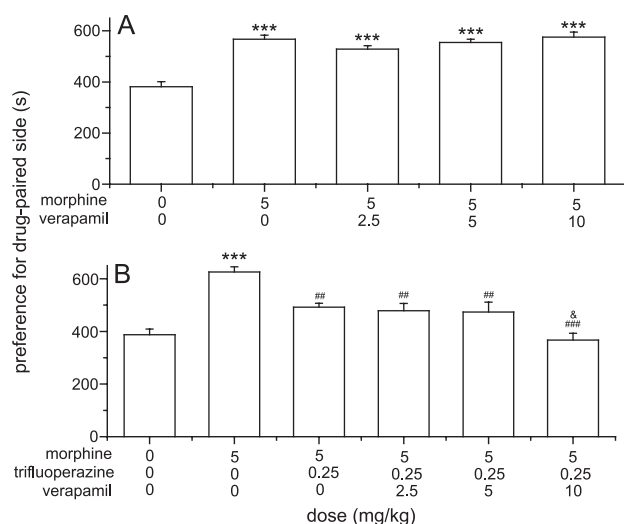 A
preference for drug-paired side (s)
600
400
200
0
*** *** *** ***
morphine 0 5 5 5 5
verapamil 0 0 2.5 5 10
B
600
400
200
0
*** ## ## ## &
###
morphine 0 5 5 5 5 5
trifluoperazine 0 0 0.25 0.25 0.25 0.25
verapamil 0 0 0 2.5 5 10
dose (mg/kg)